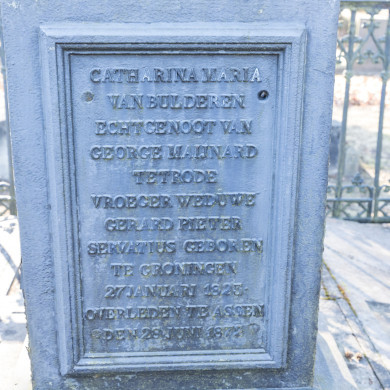 CATHARINA MARIA
VAN BULDEREN
ECHTGENOOT VAN
GEORGE MAIJNARD
TETRODE
VROEGER WEDUWE
GERARD PIETER
SERVATIUS GEBOREN
TE GRONINGEN
27 JANUARI
OVERLEDEN TE ASSEN
DEN 29 JUNI